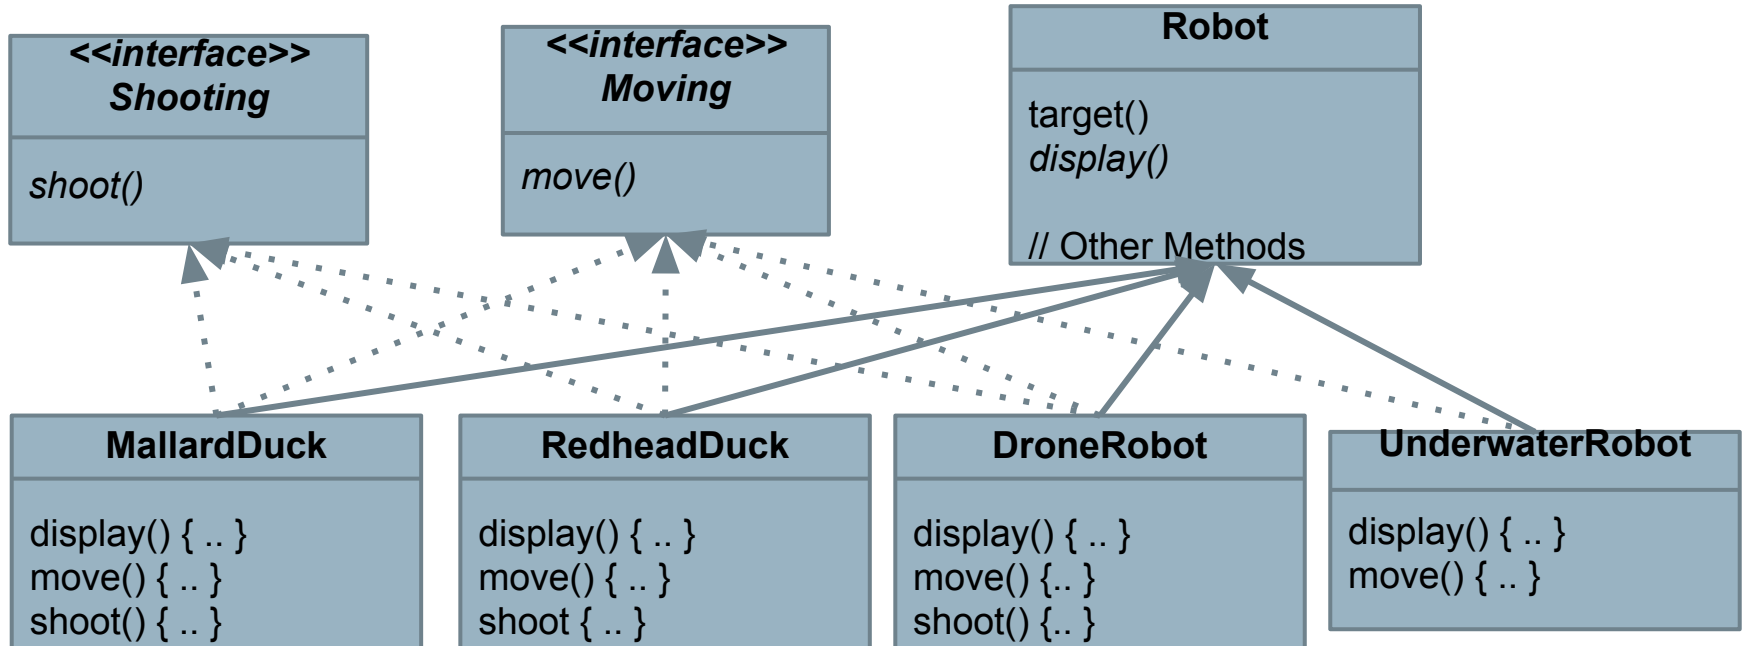 <<interface>>
Shooting
shoot()
<<interface>>
Moving
move()
Robot
target()
display()
// Other Methods
MallardDuck
display() { .. }
move() { .. }
shoot() { .. }
RedheadDuck
display() { .. }
move() { .. }
shoot { .. }
DroneRobot
display() { .. }
move() {.. }
shoot() {.. }
UnderwaterRobot
display() { .. }
move() { .. }